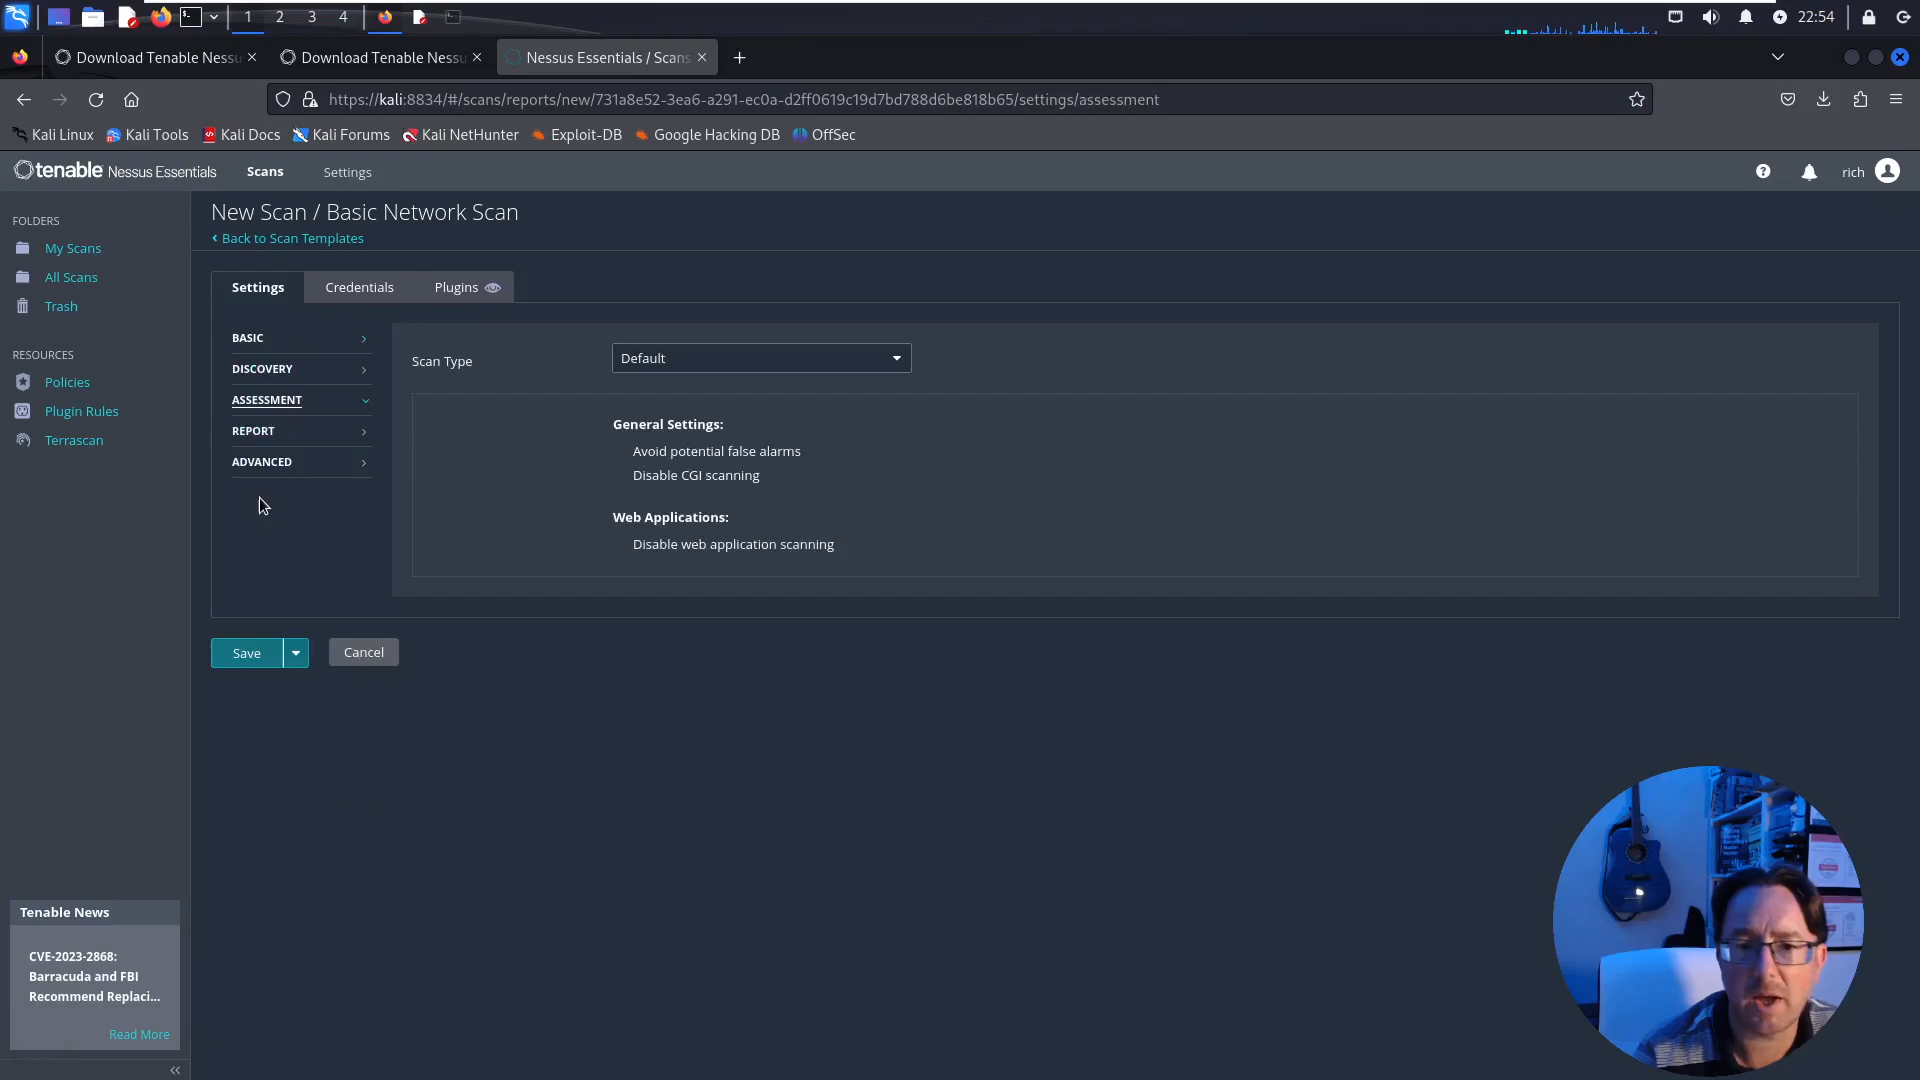 1 2 3 4 22:54
Download Tenable Nessu Download Tenable Nessu Nessus Essentials / Scans
https://kali:8834/#/scans/reports/new/731a8e52-3ea6-a291-ec0a-d2ff0619c19d7bd788d6be818b65/settings/assessment
Kali Linux Kali Tools Kali Docs Kali Forums Kali NetHunter Exploit-DB Google Hacking DB OffSec
tenable Nessus Essentials Scans Settings rich
FOLDERS
My Scans
All Scans
Trash
RESOURCES
Policies
Plugin Rules
Terrascan
New Scan / Basic Network Scan
Back to Scan Templates
Settings Credentials Plugins
BASIC
DISCOVERY
ASSESSMENT
REPORT
ADVANCED
Scan Type Default
General Settings:
Avoid potential false alarms
Disable CGI scanning
Web Applications:
Disable web application scanning
Save Cancel
Tenable News
CVE-2023-2868:
Barracuda and FBI
Recommend Replaci...
Read More